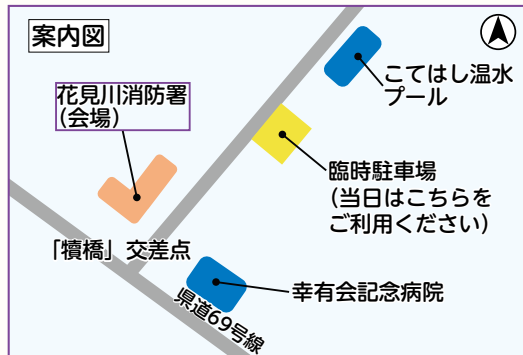 案内図
花見川消防署
(会場)
こてはし温水
プール
臨時駐車場
(当日はこちらを
ご利用ください)
「犢橋」交差点
幸有会記念病院
県道69号線